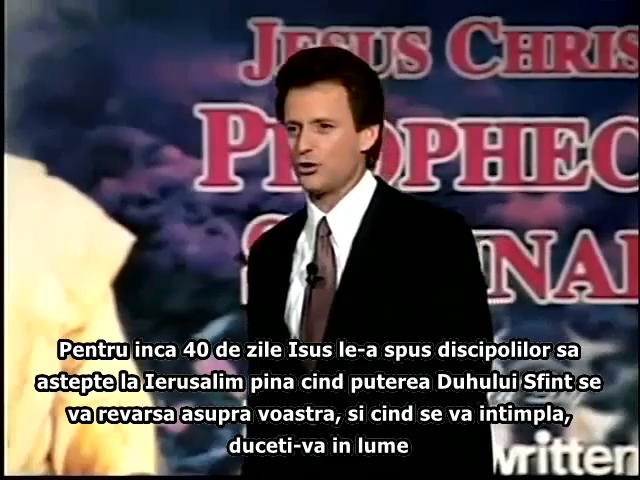 JESUS CHRIS
PROPHEC
Pentru inca 40 de zile Isus le-a spus discipolilor sa
astepte la Ierusalim pina cind puterea Duhului Sfint se
va revarsa asupra voastra, si cind se va intimpla,
duceti-va in lume
written